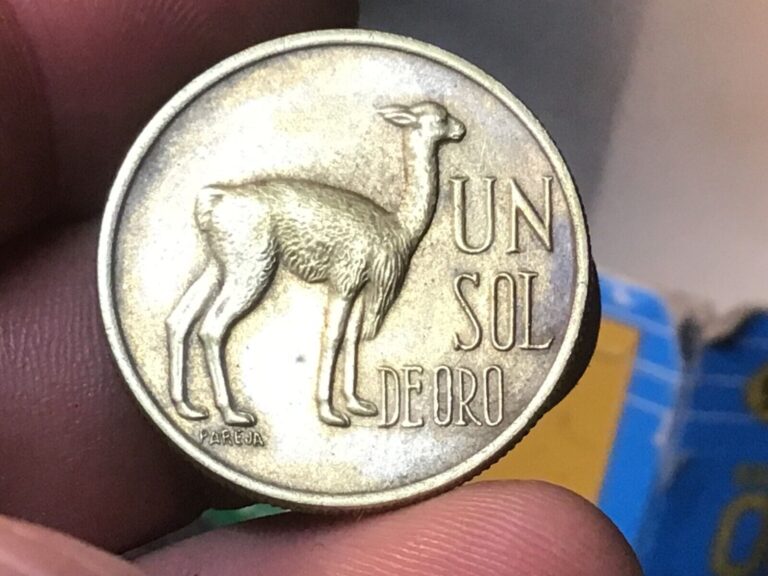 UN
SOL
DE ORO
PAREJA